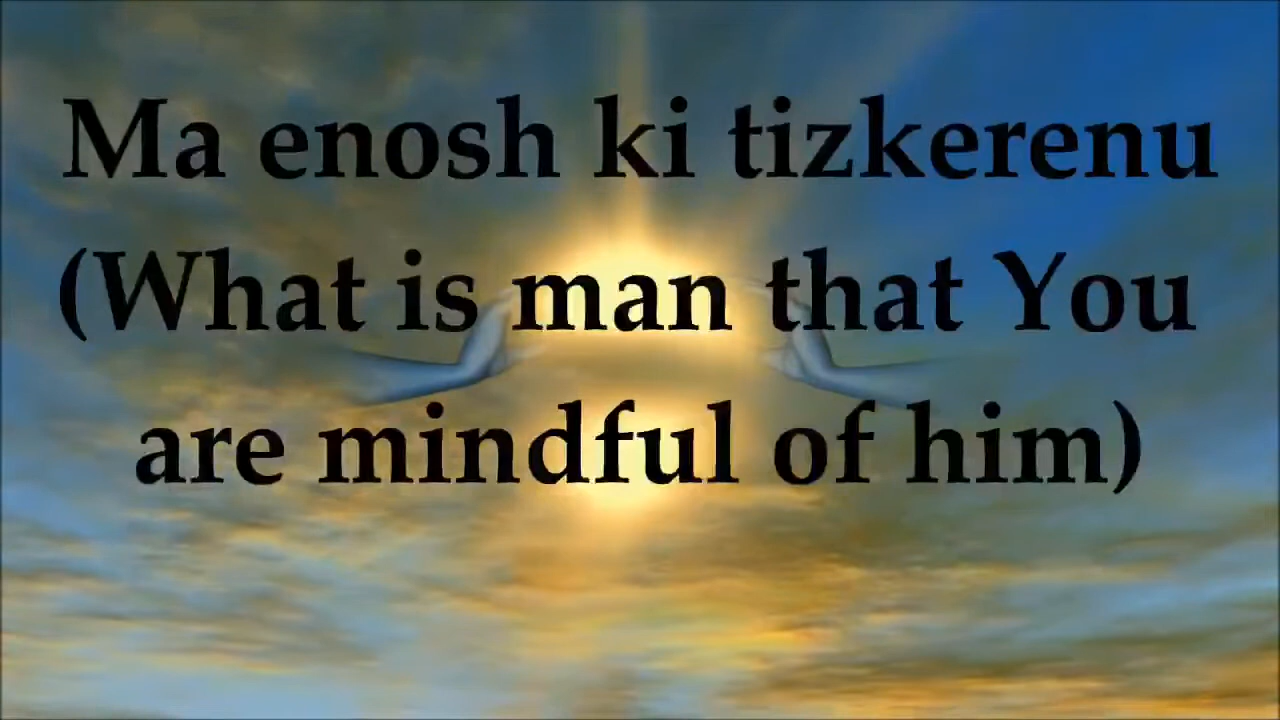 Ma enosh ki tizkerenu
(What is man that You
are mindful of him)